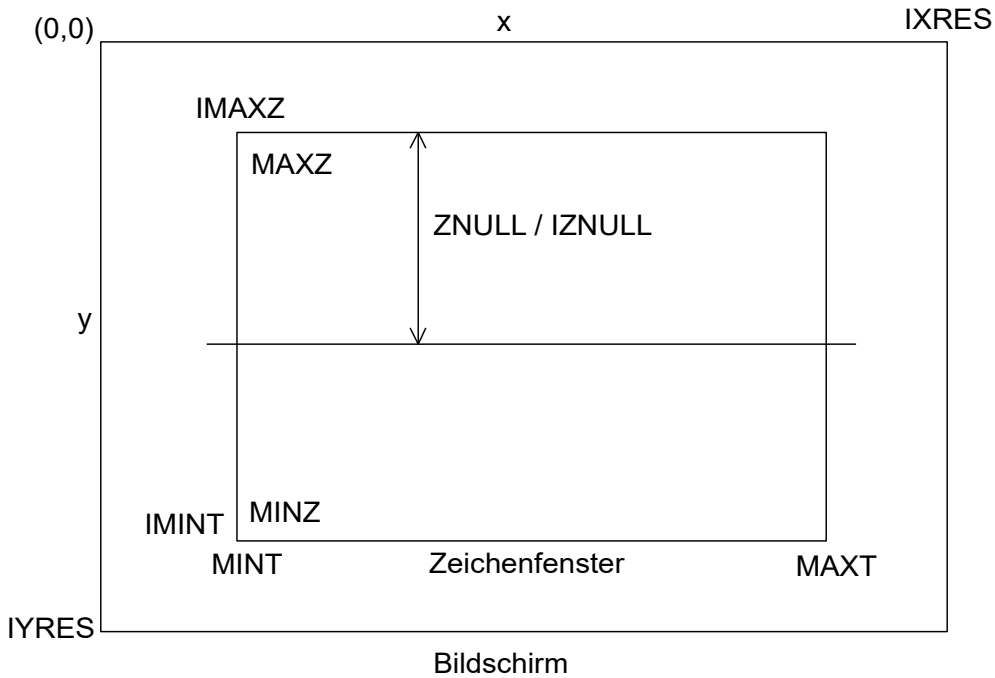 (0,0)
x
IXRES
IMAXZ
MAXZ
ZNULL / IZNULL
y
MINZ
IMINT
MINT
Zeichenfenster
MAXT
IYRES
Bildschirm